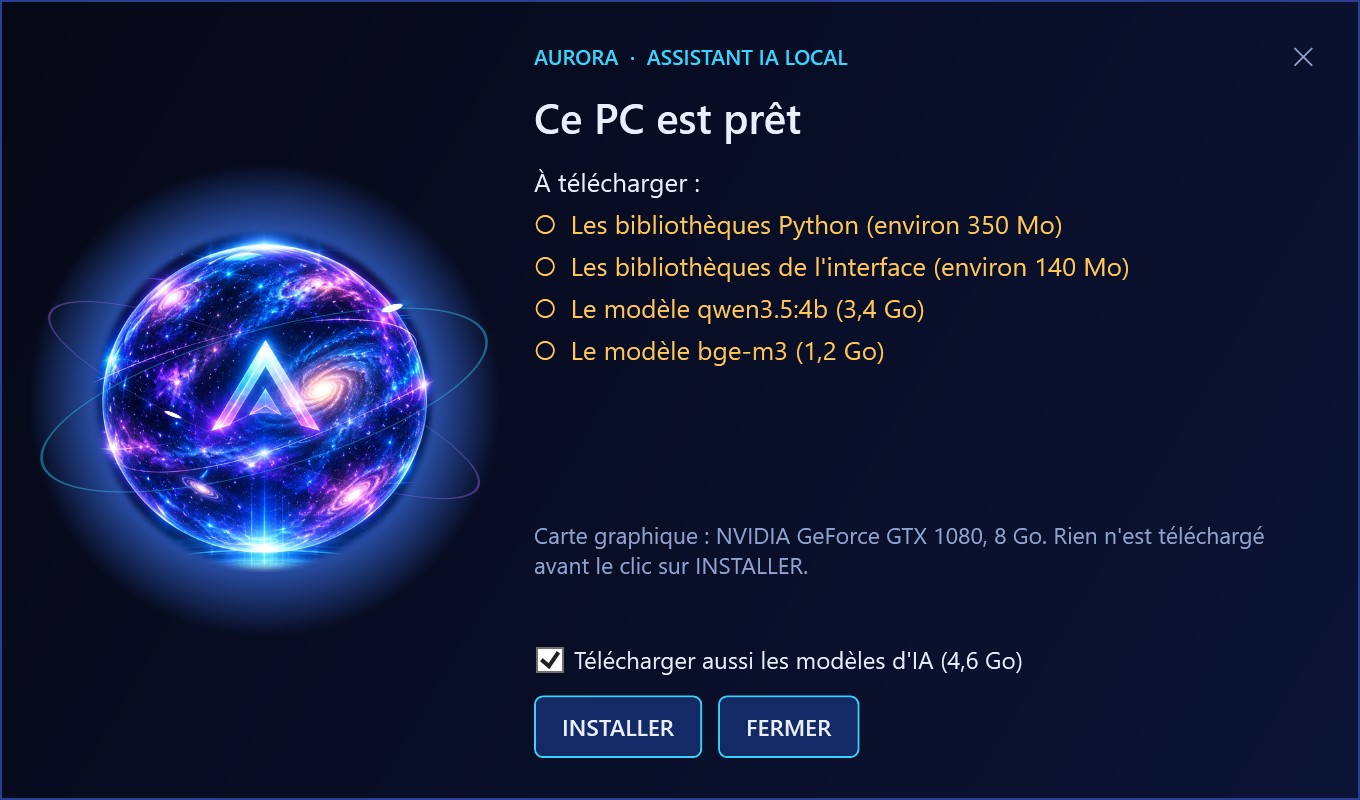 AURORA · ASSISTANT IA LOCAL
Ce PC est prêt
À télécharger :
Les bibliothèques Python (environ 350 Mo)
Les bibliothèques de l'interface (environ 140 Mo)
Le modèle qwen3.5:4b (3,4 Go)
Le modèle bge-m3 (1,2 Go)
Carte graphique : NVIDIA GeForce GTX 1080, 8 Go. Rien n'est téléchargé
avant le clic sur INSTALLER.
Télécharger aussi les modèles d'IA (4,6 Go)
INSTALLER
FERMER